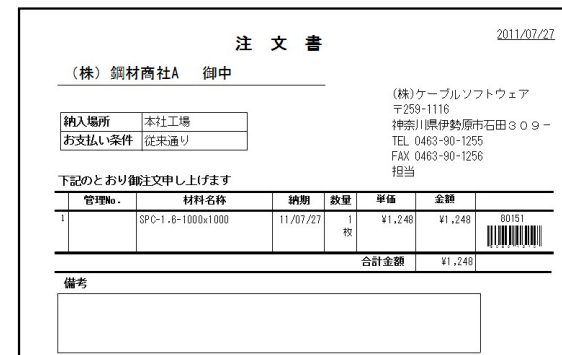 注 文 書
2011/07/27
（株）鋼材商社A 御中
(株)ケーブルソフトウェア
〒259-1116
神奈川県伊勢原市石田３０９－
TEL 0463-90-1255
FAX 0463-90-1256
担当
納入場所 本社工場
お支払い条件 従来通り
下記のとおり御注文申し上げます
管理No. 材料名称 納期 数量 単価 金額
1 SPC-1.6-1000x1000 11/07/27 1 ¥1,248 ¥1,248 80151
枚
合計金額 ¥1,248
備考